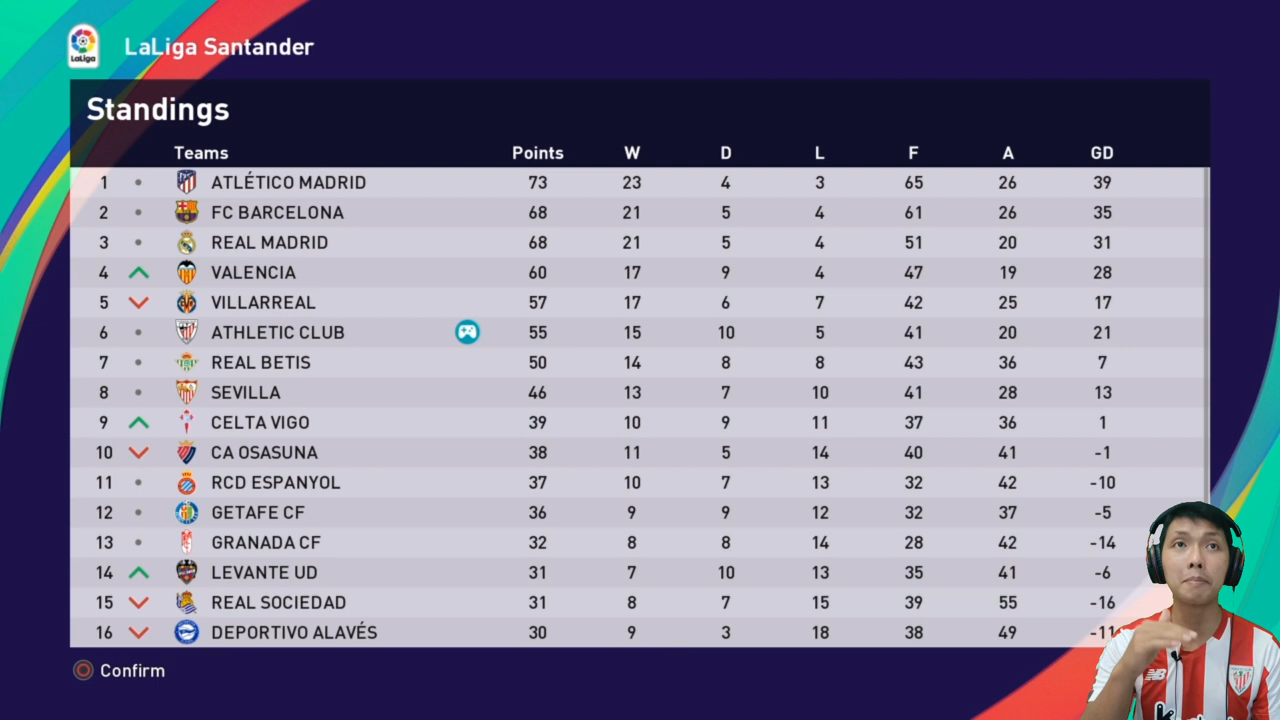 LaLiga Santander
LaLiga
Standings
Teams Points W D L F A GD
1 ATLÉTICO MADRID 73 23 4 3 65 26 39
2 FC BARCELONA 68 21 5 4 61 26 35
3 REAL MADRID 68 21 5 4 51 20 31
4 VALENCIA 60 17 9 4 47 19 28
5 VILLARREAL 57 17 6 7 42 25 17
6 ATHLETIC CLUB 55 15 10 5 41 20 21
7 REAL BETIS 50 14 8 8 43 36 7
8 SEVILLA 46 13 7 10 41 28 13
9 CELTA VIGO 39 10 9 11 37 36 1
10 CA OSASUNA 38 11 5 14 40 41 -1
11 RCD ESPANYOL 37 10 7 13 32 42 -10
12 GETAFE CF 36 9 9 12 32 37 -5
13 GRANADA CF 32 8 8 14 28 42 -14
14 LEVANTE UD 31 7 10 13 35 41 -6
15 REAL SOCIEDAD 31 8 7 15 39 55 -16
16 DEPORTIVO ALAVÉS 30 9 3 18 38 49 -11
Confirm
NB